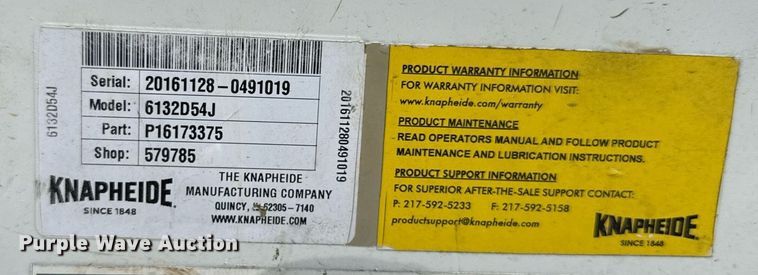 6132D54J
Serial: 20161128-0491019
Model: 6132D54J
Part: P16173375
Shop: 579785
201611280491019
KNAPHEIDE.
SINCE 1848
THE KNAPHEIDE
MANUFACTURING COMPANY
QUINCY, 62305-7140
WWW.KNAPHEIDE.COM
PRODUCT WARRANTY INFORMATION
FOR WARRANTY INFORMATION VISIT:
www.knapheide.com/warranty
PRODUCT MAINTENANCE
READ OPERATORS MANUAL AND FOLLOW PRODUCT
MAINTENANCE AND LUBRICATION INSTRUCTIONS.
PRODUCT SUPPORT INFORMATION
FOR SUPERIOR AFTER-THE-SALE SUPPORT CONTACT:
P: 217-592-5233 F: 217-592-5158
productsupport@knapheide.com
KNAPHEIDE
SINCE 1848
Purple Wave Auction